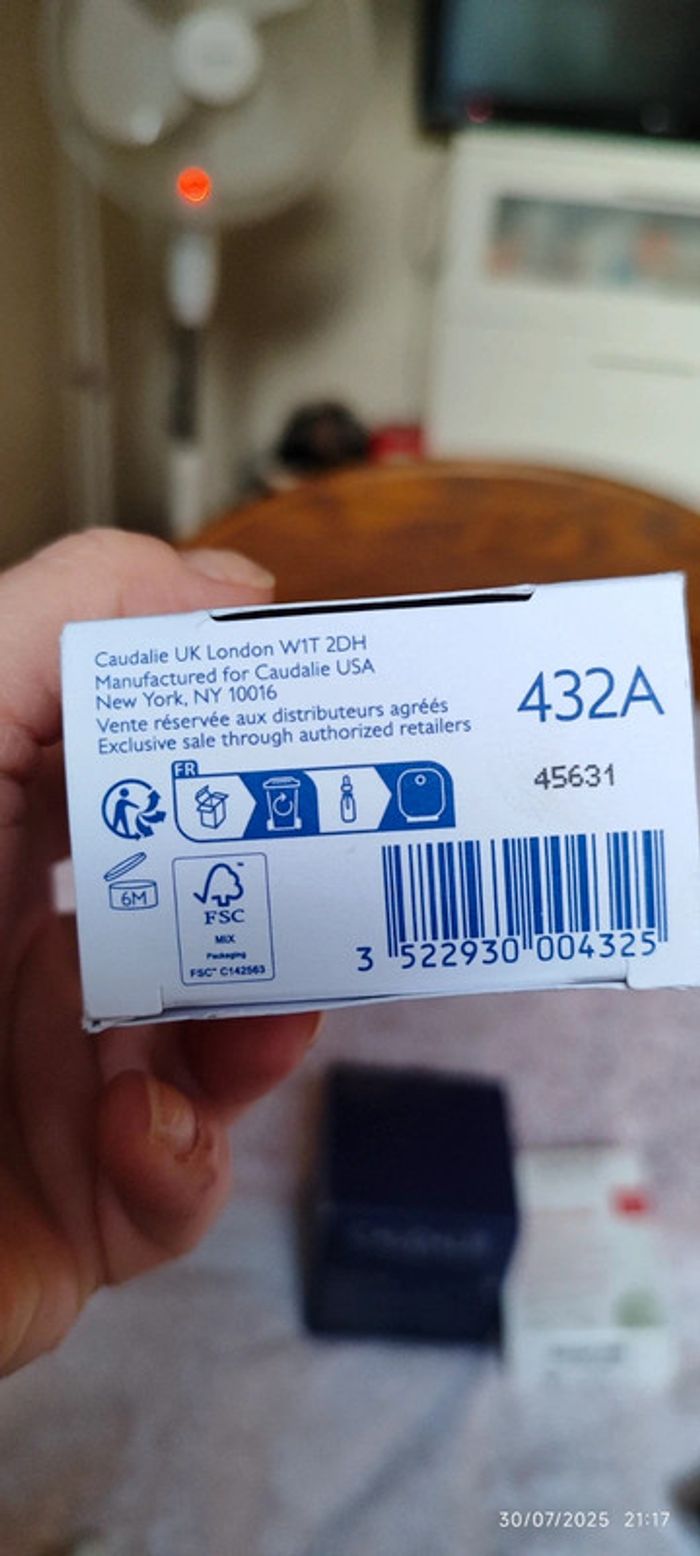 Caudalie UK London W1T 2DH
Manufactured for Caudalie USA
New York, NY 10016
Vente réservée aux distributeurs agréés
Exclusive sale through authorized retailers
432A
45631
FR
6M
FSC
MIX
Packaging
FSC™ C142563
3 522930 004325
30/07/2025 21:17